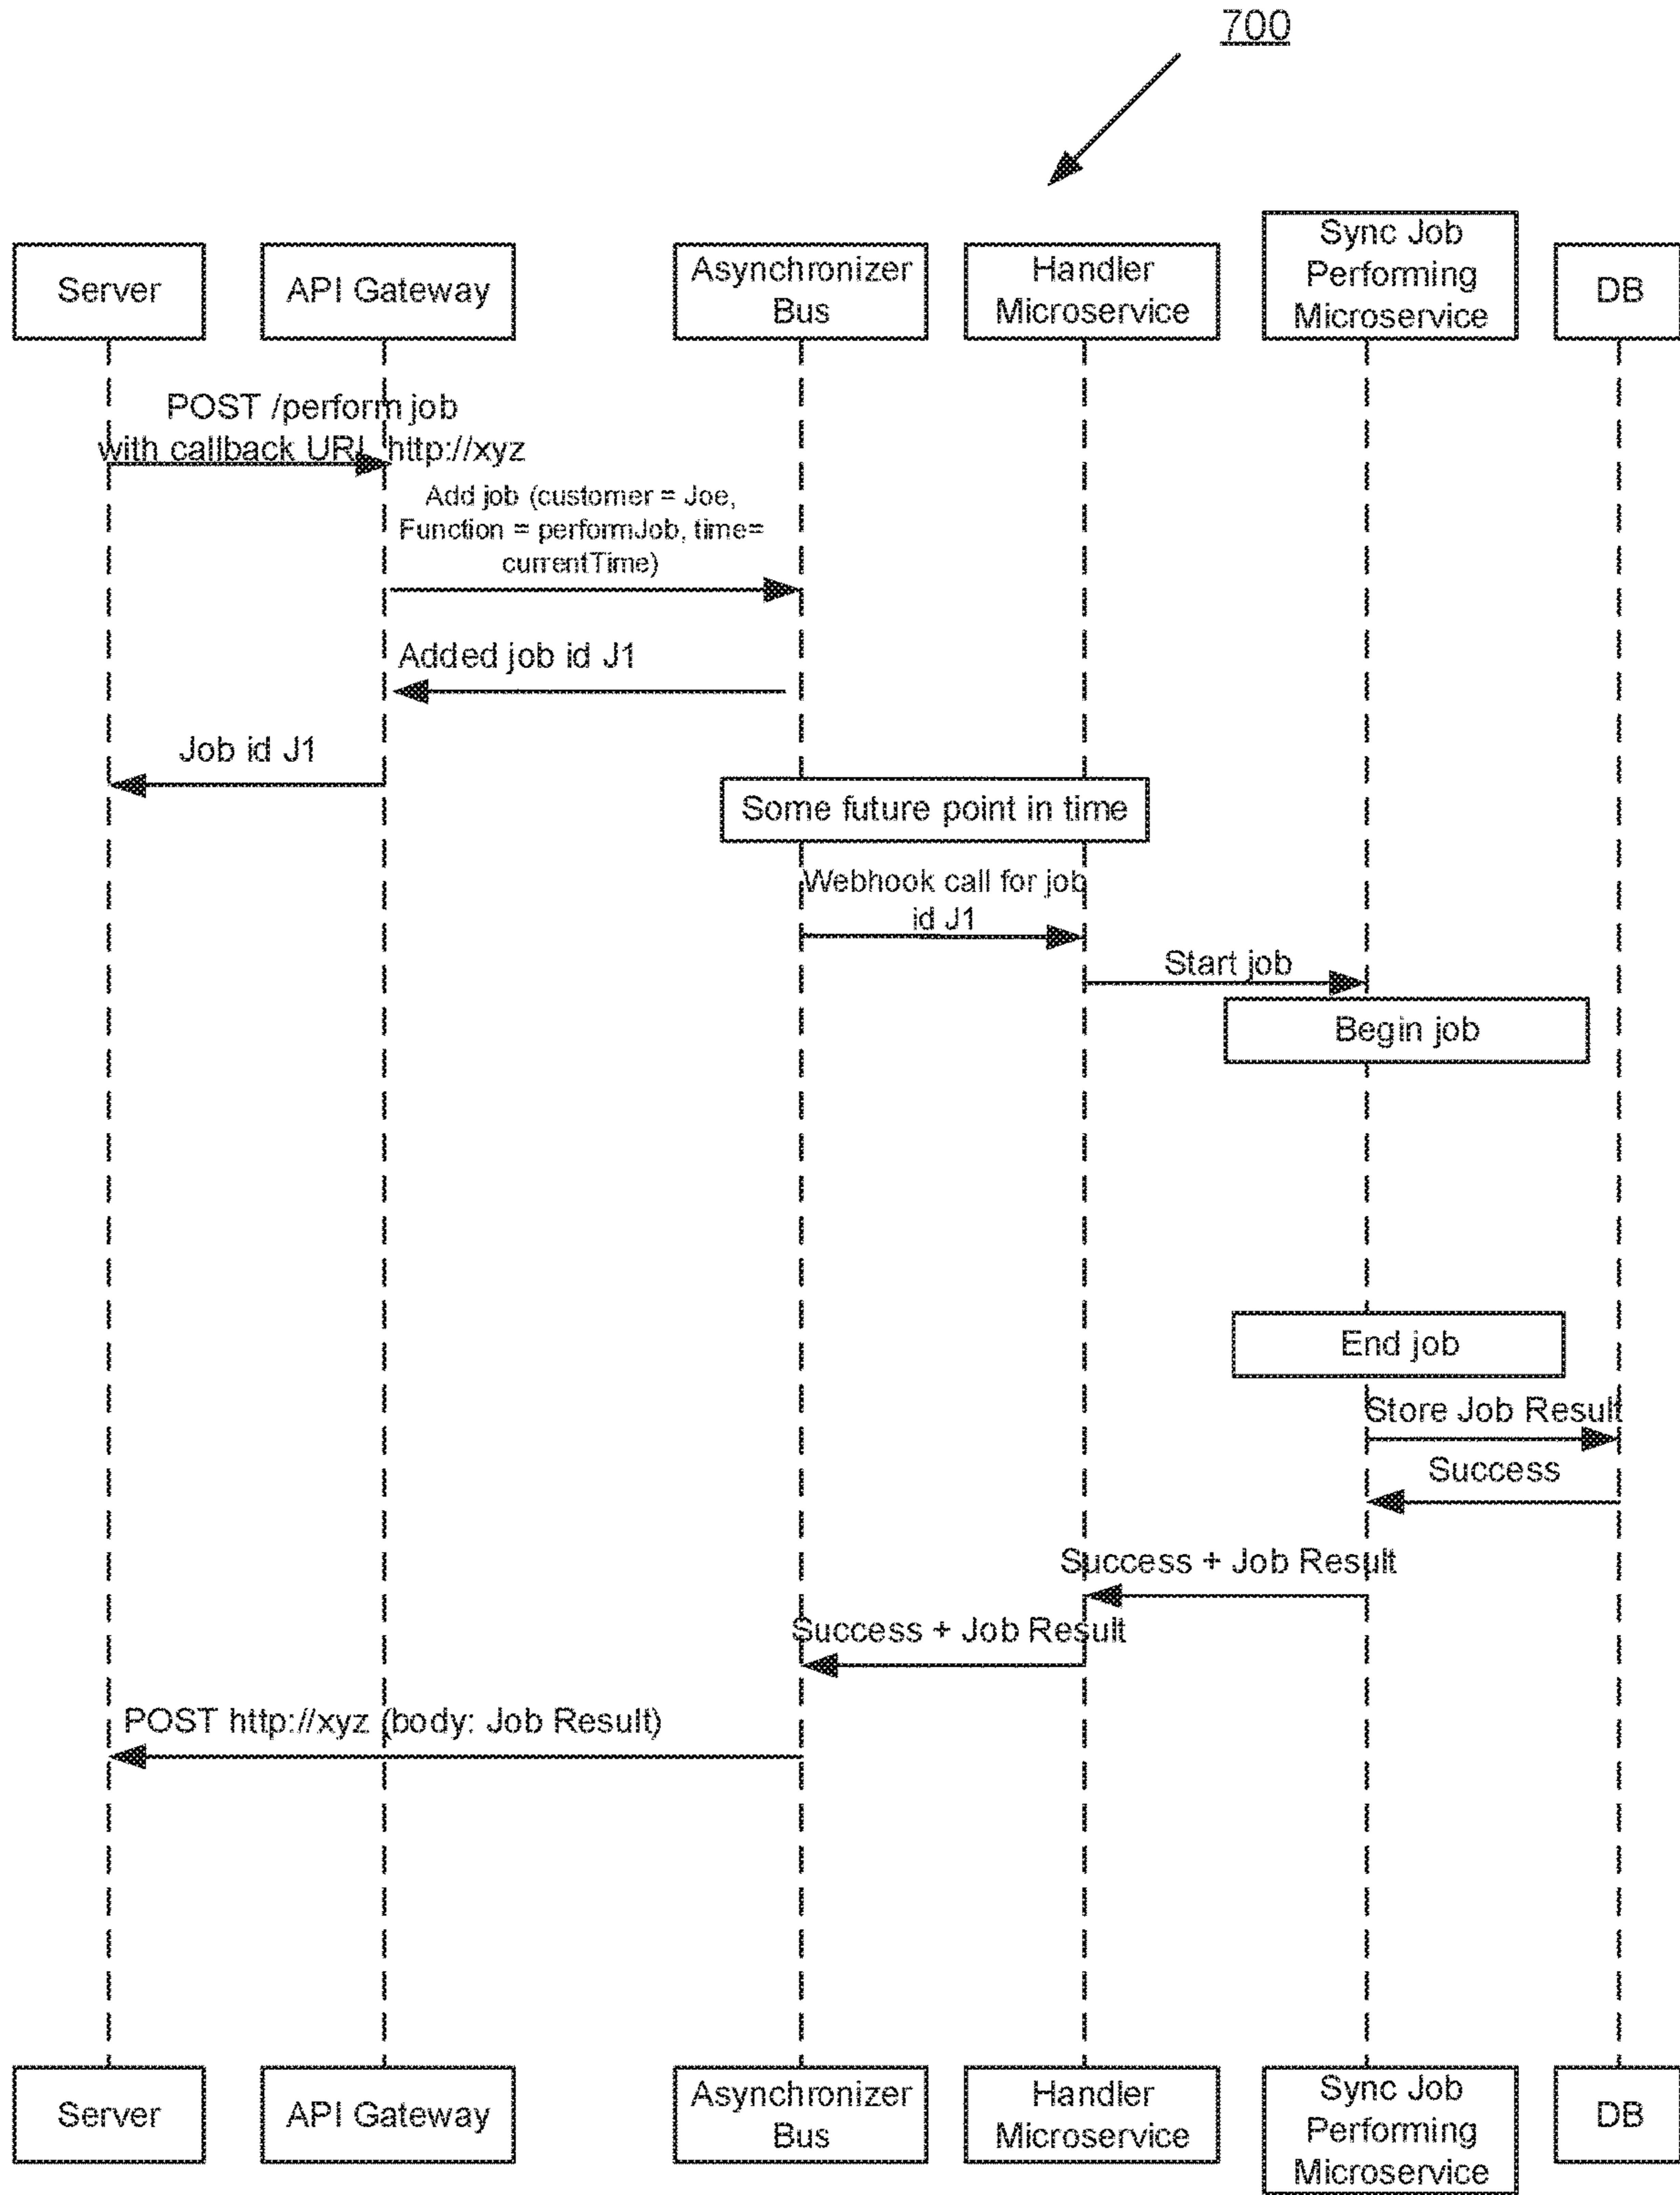 700
Server
API Gateway
Asynchronizer
Bus
Handler
Microservice
Sync Job
Performing
Microservice
DB
POST /perform job
with callback URL http://xyz
Add job (customer = Joe,
Function = performJob, time=
currentTime)
Added job id J1
Job id J1
Some future point in time
Webhook call for job
id J1
Start job
Begin job
End job
Store Job Result
Success
Success + Job Result
Success + Job Result
POST http://xyz (body: Job Result)
Server
API Gateway
Asynchronizer
Bus
Handler
Microservice
Sync Job
Performing
Microservice
DB